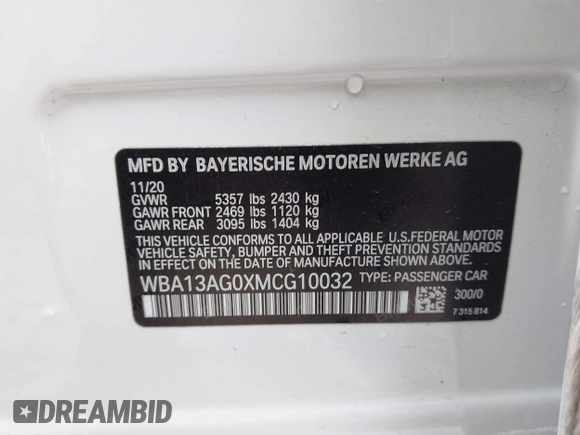 MFD BY BAYERISCHE MOTOREN WERKE AG
11/20
GVWR 5357 lbs 2430 kg
GAWR FRONT 2469 lbs 1120 kg
GAWR REAR 3095 lbs 1404 kg
THIS VEHICLE CONFORMS TO ALL APPLICABLE U.S.FEDERAL MOTOR
VEHICLE SAFETY, BUMPER AND THEFT PREVENTION STANDARDS IN
EFFECT ON THE DATE OF MANUFACTURE SHOWN ABOVE.
WBA13AG0XMCG10032 TYPE: PASSENGER CAR
300/0
7315814
DREAMBID